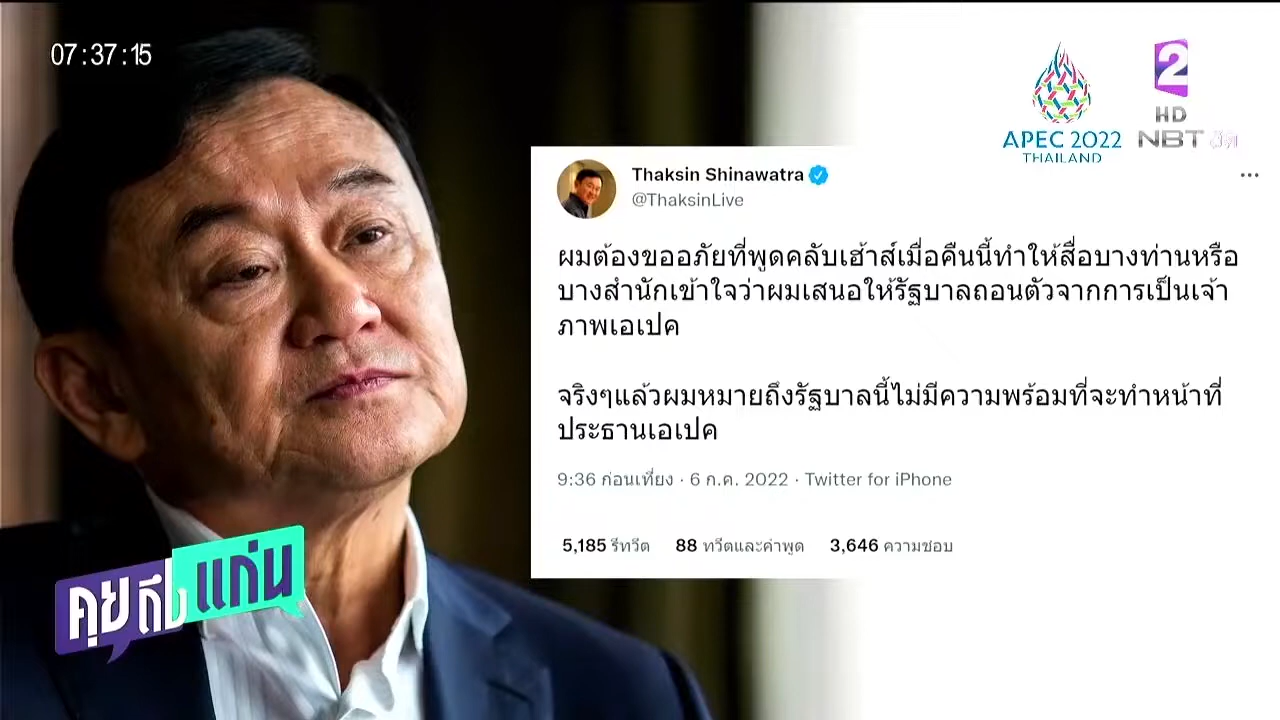 07:37:15
APEC 2022
THAILAND
2
HD
NBT
Thaksin Shinawatra
@ThaksinLive
ผมต้องขออภัยที่พูดคลับเฮ้าส์เมื่อคืนนี้ทำให้สื่อบางท่านหรือ
บางสำนักเข้าใจว่าผมเสนอให้รัฐบาลถอนตัวจากการเป็นเจ้า
ภาพเอเปค
จริงๆแล้วผมหมายถึงรัฐบาลนี้ไม่มีความพร้อมที่จะทำหน้าที่
ประธานเอเปค
9:36 ก่อนเที่ยง · 6 ก.ค. 2022 · Twitter for iPhone
5,185 รีทวีต 88 ทวีตและคำพูด 3,646 ความชอบ
คุยถึงแก่น